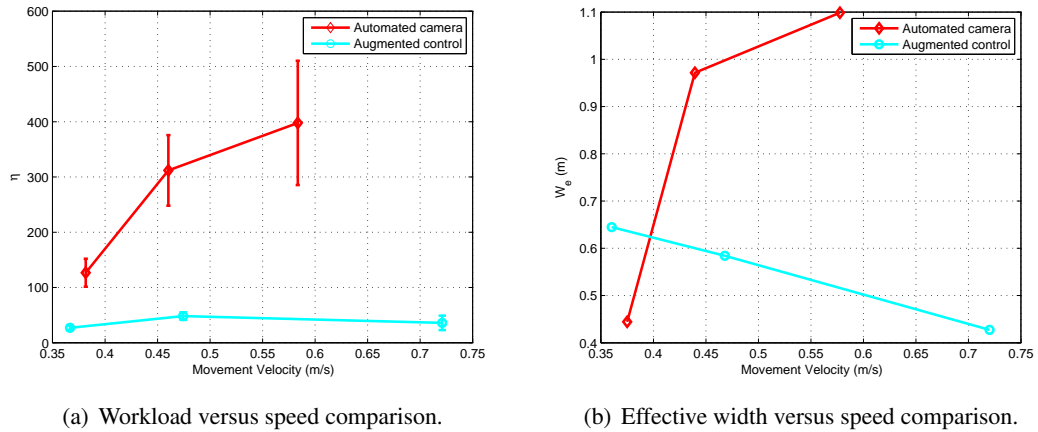 600
500
400
300
200
100
0
η
0.35 0.4 0.45 0.5 0.55 0.6 0.65 0.7 0.75
Movement Velocity (m/s)
Automated camera
Augmented control
(a) Workload versus speed comparison.
1.1
1
0.9
0.8
0.7
0.6
0.5
0.4
W_e (m)
0.35 0.4 0.45 0.5 0.55 0.6 0.65 0.7 0.75
Movement Velocity (m/s)
Automated camera
Augmented control
(b) Effective width versus speed comparison.